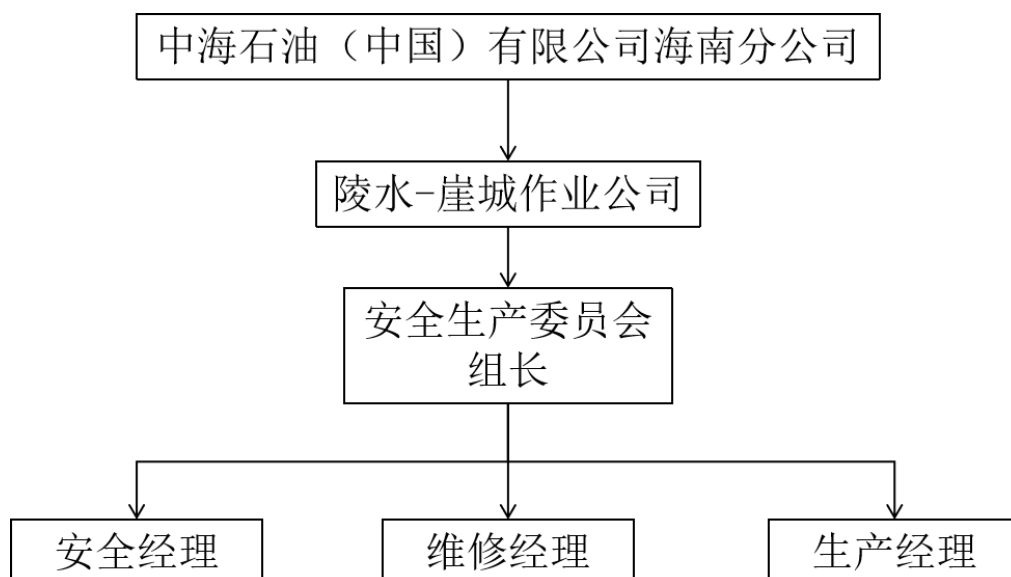 中海石油（中国）有限公司海南分公司
陵水-崖城作业公司
安全生产委员会
组长
安全经理
维修经理
生产经理